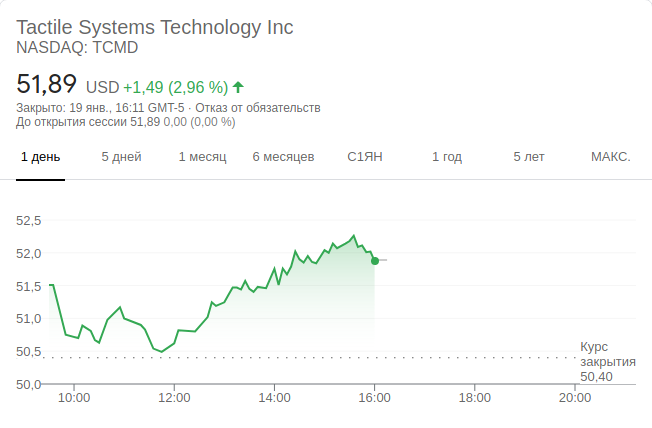 Tactile Systems Technology Inc
NASDAQ: TCMD
51,89 USD +1,49 (2,96 %)
Закрыто: 19 янв., 16:11 GMT-5 · Отказ от обязательств
До открытия сессии 51,89 0,00 (0,00 %)
1 день 5 дней 1 месяц 6 месяцев С1ЯН 1 год 5 лет МАКС.
52,5
52,0
51,5
51,0
50,5
50,0
Курс
закрытия
50,40
10:00 12:00 14:00 16:00 18:00 20:00